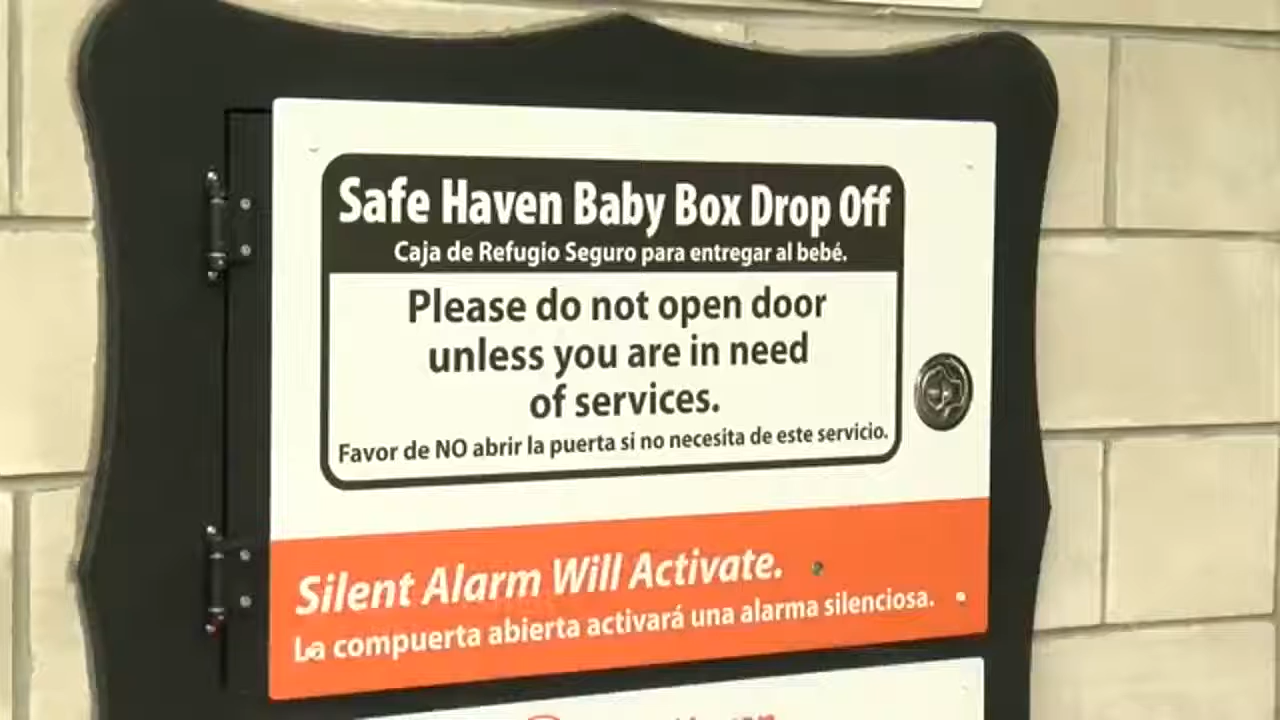 Safe Haven Baby Box Drop Off
Caja de Refugio Seguro para entregar al bebé.
Please do not open door
unless you are in need
of services.
Favor de NO abrir la puerta si no necesita de este servicio.
Silent Alarm Will Activate.
La compuerta abierta activará una alarma silenciosa.